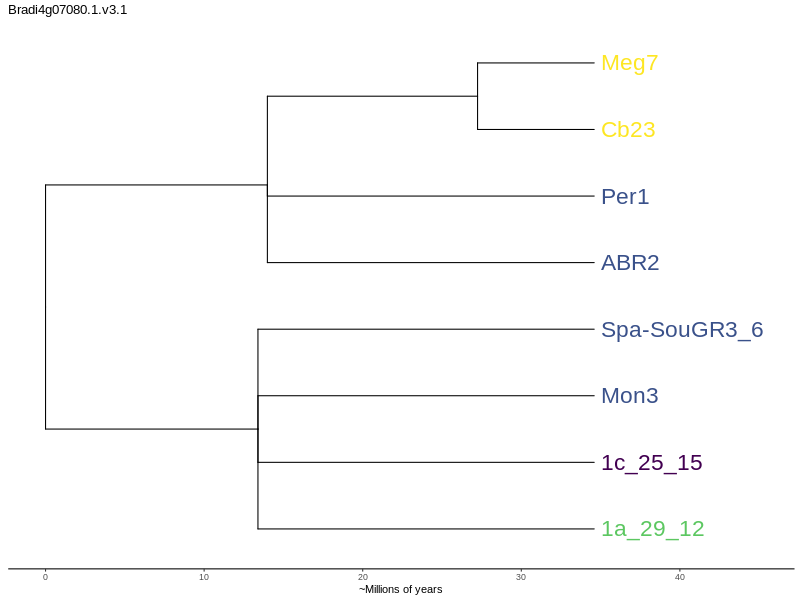 Bradi4g07080.1.v3.1
Meg7
Cb23
Per1
ABR2
Spa-SouGR3_6
Mon3
1c_25_15
1a_29_12
0 10 20 30 40
~Millions of years